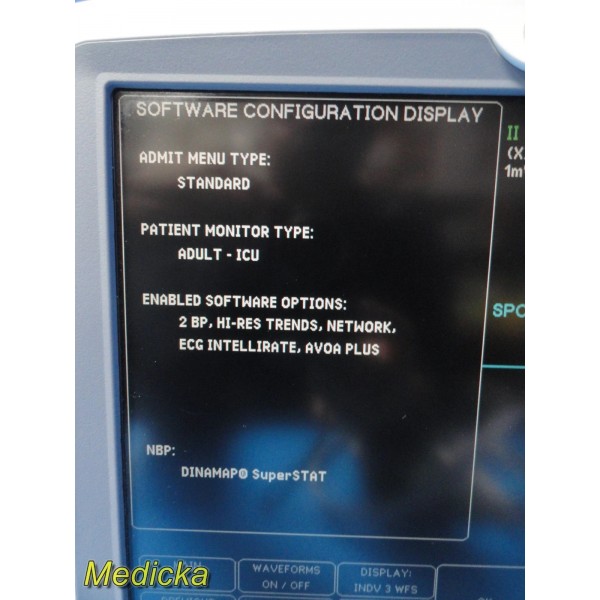 SOFTWARE CONFIGURATION DISPLAY
ADMIT MENU TYPE:
STANDARD
PATIENT MONITOR TYPE:
ADULT - ICU
ENABLED SOFTWARE OPTIONS:
2 BP, HI-RES TRENDS, NETWORK,
ECG INTELLIRATE, AVOA PLUS
NBP:
DINAMAP® SuperSTAT
II
(X
1m
SPO
WAVEFORMS
ON / OFF
DISPLAY:
INDV 3 WFS
Medicka